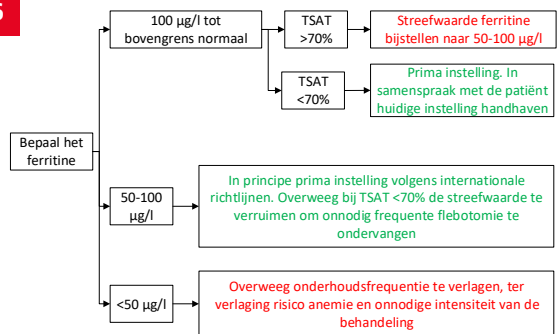 100 µg/l tot
bovengrens normaal
TSAT
>70%
Streefwaarde ferritine
bijstellen naar 50-100 µg/l
TSAT
<70%
Prima instelling. In
samenspraak met de patiënt
huidige instelling handhaven
Bepaal het
ferritine
50-100
µg/l
In principe prima instelling volgens internationale
richtlijnen. Overweeg bij TSAT <70% de streefwaarde te
verruimen om onnodig frequente flebotomie te
ondervangen
<50 µg/l
Overweeg onderhoudsfrequentie te verlagen, ter
verlaging risico anemie en onnodige intensiteit van de
behandeling